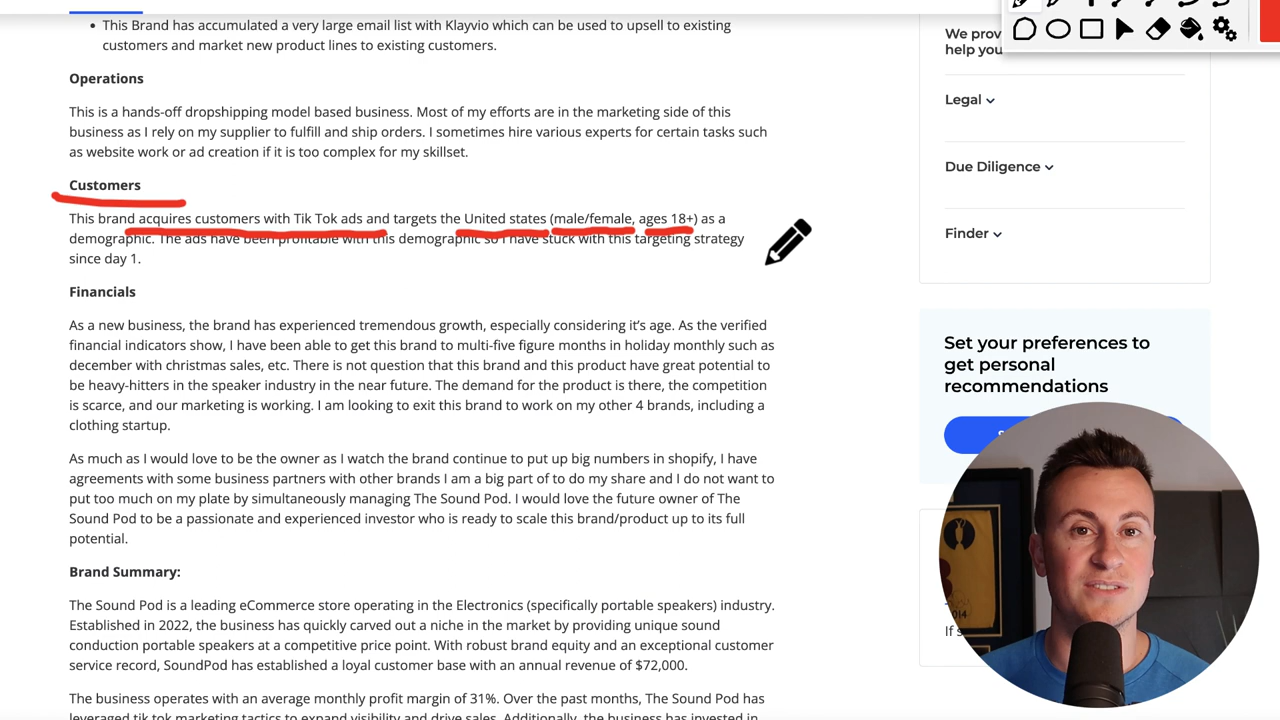 • This Brand has accumulated a very large email list with Klayvio which can be used to upsell to existing
customers and market new product lines to existing customers.
Operations
This is a hands-off dropshipping model based business. Most of my efforts are in the marketing side of this
business as I rely on my supplier to fulfill and ship orders. I sometimes hire various experts for certain tasks such
as website work or ad creation if it is too complex for my skillset.
Customers
This brand acquires customers with Tik Tok ads and targets the United states (male/female, ages 18+) as a
demographic. The ads have been profitable with this demographic so I have stuck with this targeting strategy
since day 1.
Financials
As a new business, the brand has experienced tremendous growth, especially considering it’s age. As the verified
financial indicators show, I have been able to get this brand to multi-five figure months in holiday monthly such as
december with christmas sales, etc. There is not question that this brand and this product have great potential to
be heavy-hitters in the speaker industry in the near future. The demand for the product is there, the competition
is scarce, and our marketing is working. I am looking to exit this brand to work on my other 4 brands, including a
clothing startup.
As much as I would love to be the owner as I watch the brand continue to put up big numbers in shopify, I have
agreements with some business partners with other brands I am a big part of to do my share and I do not want to
put too much on my plate by simultaneously managing The Sound Pod. I would love the future owner of The
Sound Pod to be a passionate and experienced investor who is ready to scale this brand/product up to its full
potential.
Brand Summary:
The Sound Pod is a leading eCommerce store operating in the Electronics (specifically portable speakers) industry.
Established in 2022, the business has quickly carved out a niche in the market by providing unique sound
conduction portable speakers at a competitive price point. With robust brand equity and an exceptional customer
service record, SoundPod has established a loyal customer base with an annual revenue of $72,000.
The business operates with an average monthly profit margin of 31%. Over the past months, The Sound Pod has
leveraged tik tok marketing tactics to expand visibility and drive sales. Additionally, the business has invested in
We prov
help you
Legal
Due Diligence
Finder
Set your preferences to
get personal
recommendations
If s
2014